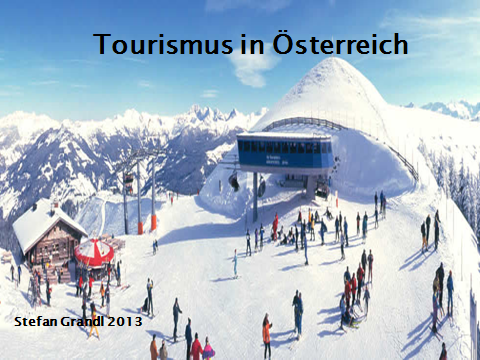 Tourismus in Österreich
Stefan Grandl 2013